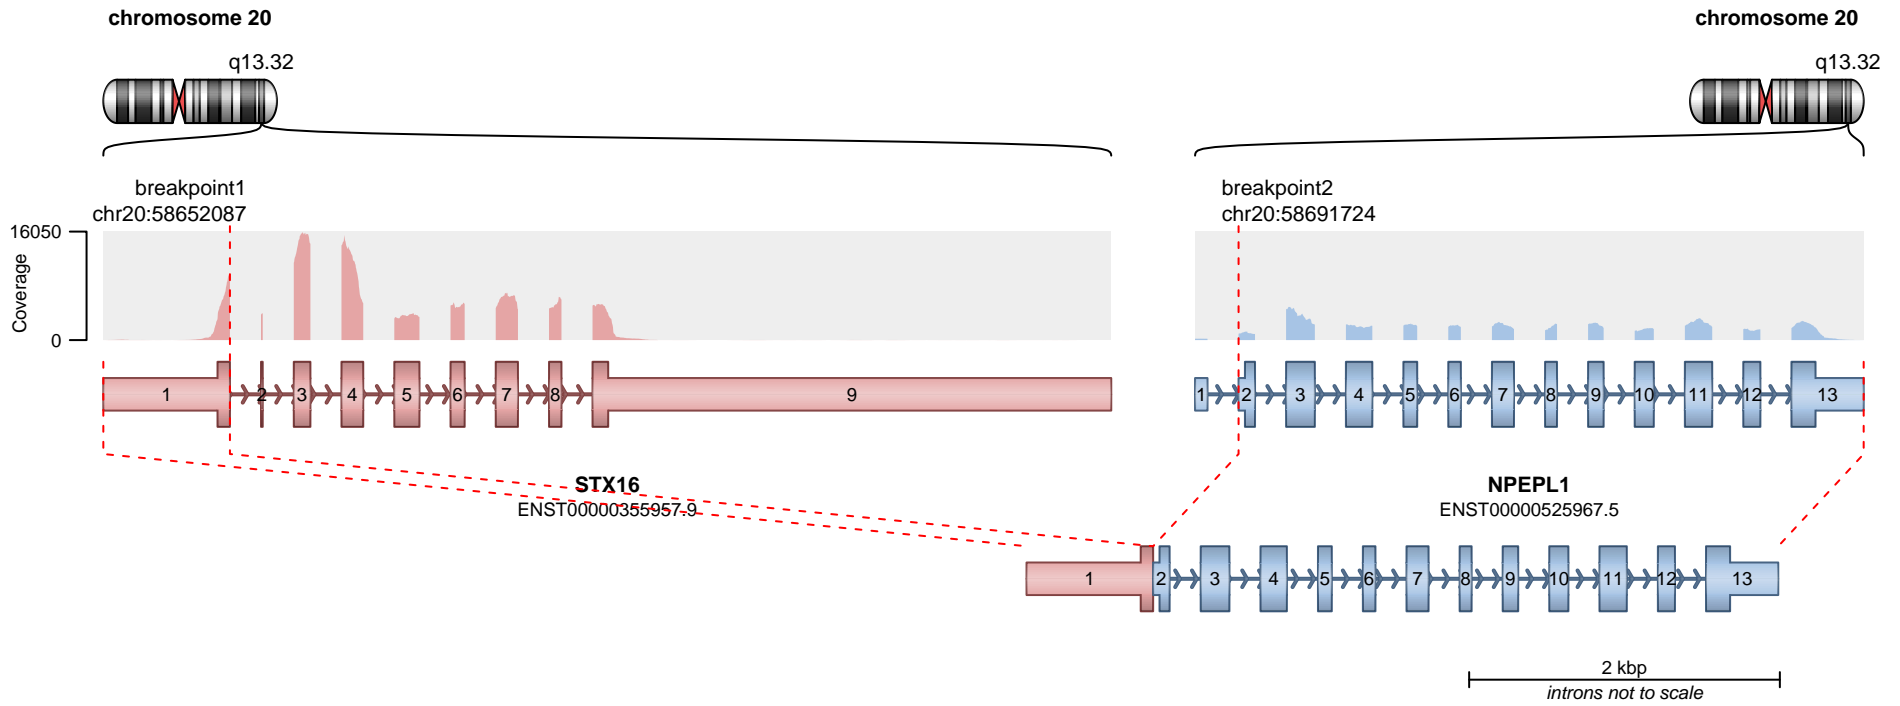 chromosome 20
chromosome 20
q13.32
q13.32
breakpoint1
chr20:58652087
breakpoint2
chr20:58691724
16050
Coverage
0
1 2 3 4 5 6 7 8 9
1 2 3 4 5 6 7 8 9 10 11 12 13
STX16
ENST00000355957.9
NPEPL1
ENST00000525967.5
1 2 3 4 5 6 7 8 9 10 11 12 13
2 kbp
introns not to scale